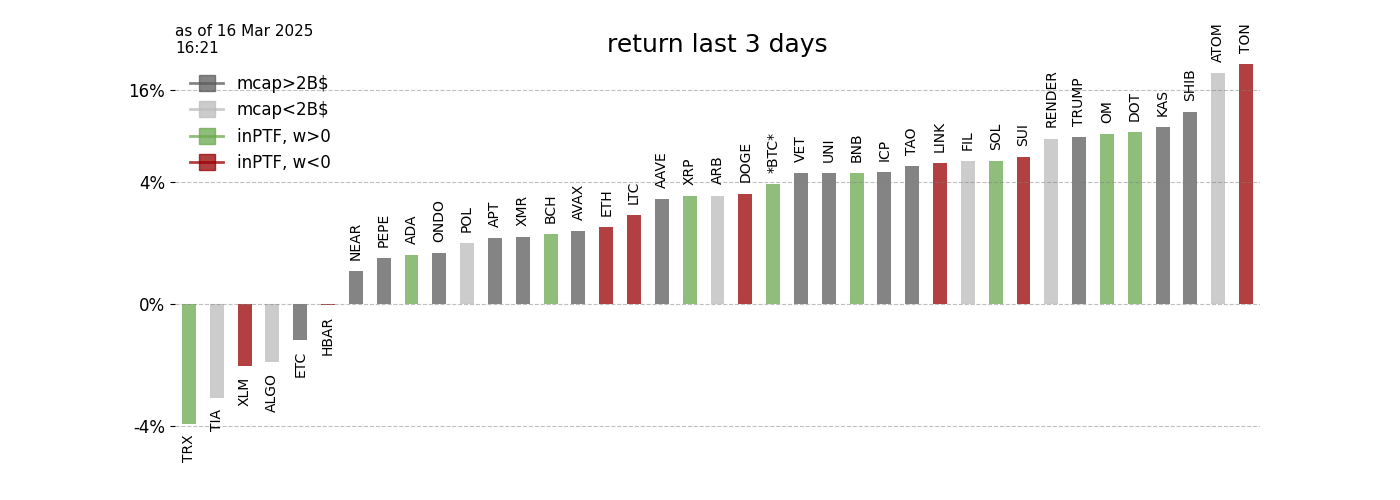 as of 16 Mar 2025
16:21
return last 3 days
mcap>2B$
mcap<2B$
inPTF, w>0
inPTF, w<0
16%
4%
0%
-4%
TRX
TIA
XLM
ALGO
ETC
HBAR
NEAR
PEPE
ADA
ONDO
POL
APT
XMR
BCH
AVAX
ETH
LTC
AAVE
XRP
ARB
DOGE
*BTC*
VET
UNI
BNB
ICP
TAO
LINK
FIL
SOL
SUI
RENDER
TRUMP
OM
DOT
KAS
SHIB
ATOM
TON